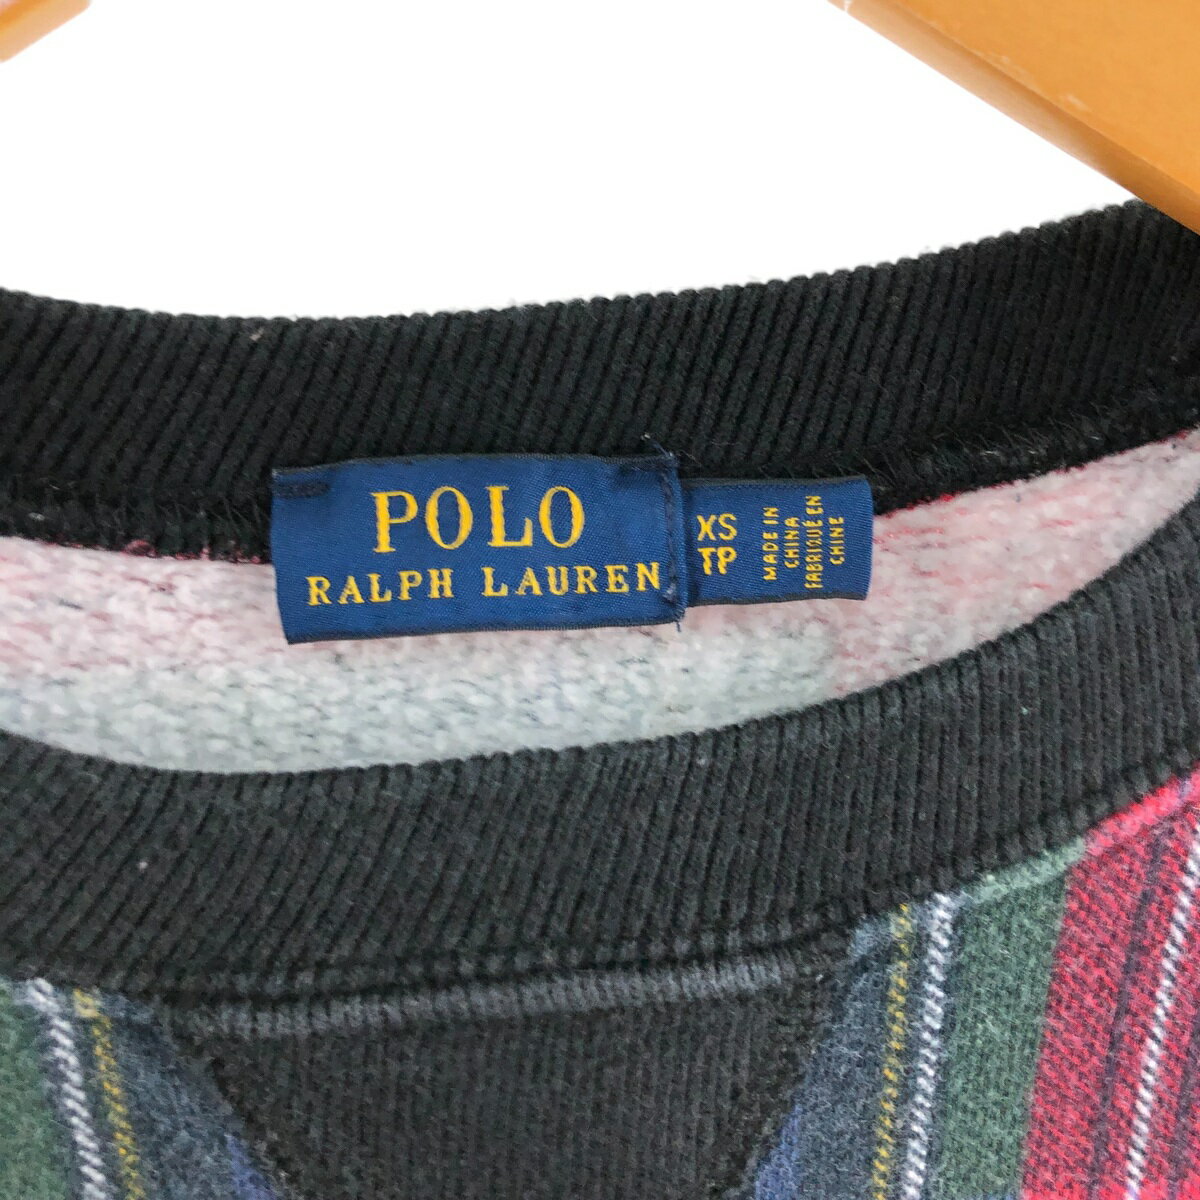 POLO
RALPH LAUREN
XS
TP
MADE IN
CHINA
FABRIQUÉ EN
CHINE